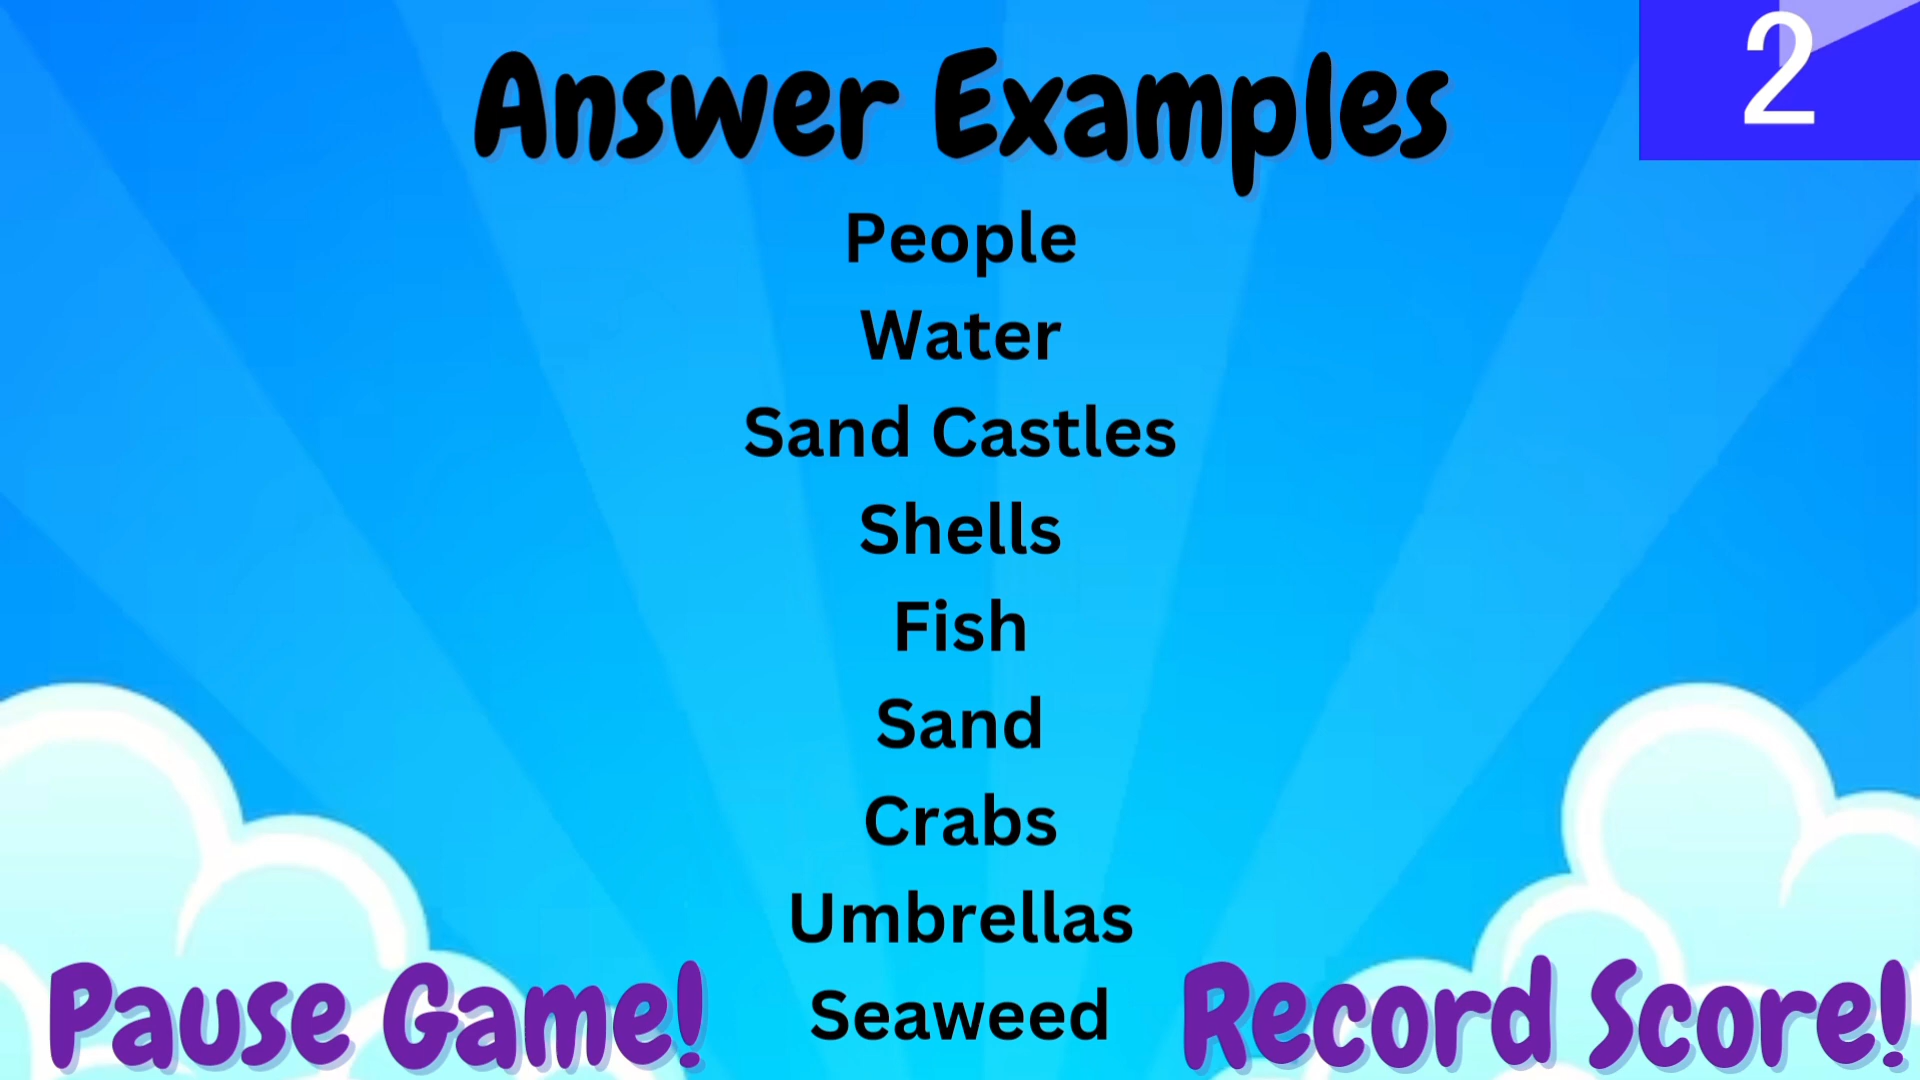 Answer Examples
2
People
Water
Sand Castles
Shells
Fish
Sand
Crabs
Umbrellas
Seaweed
Pause Game!
Record Score!